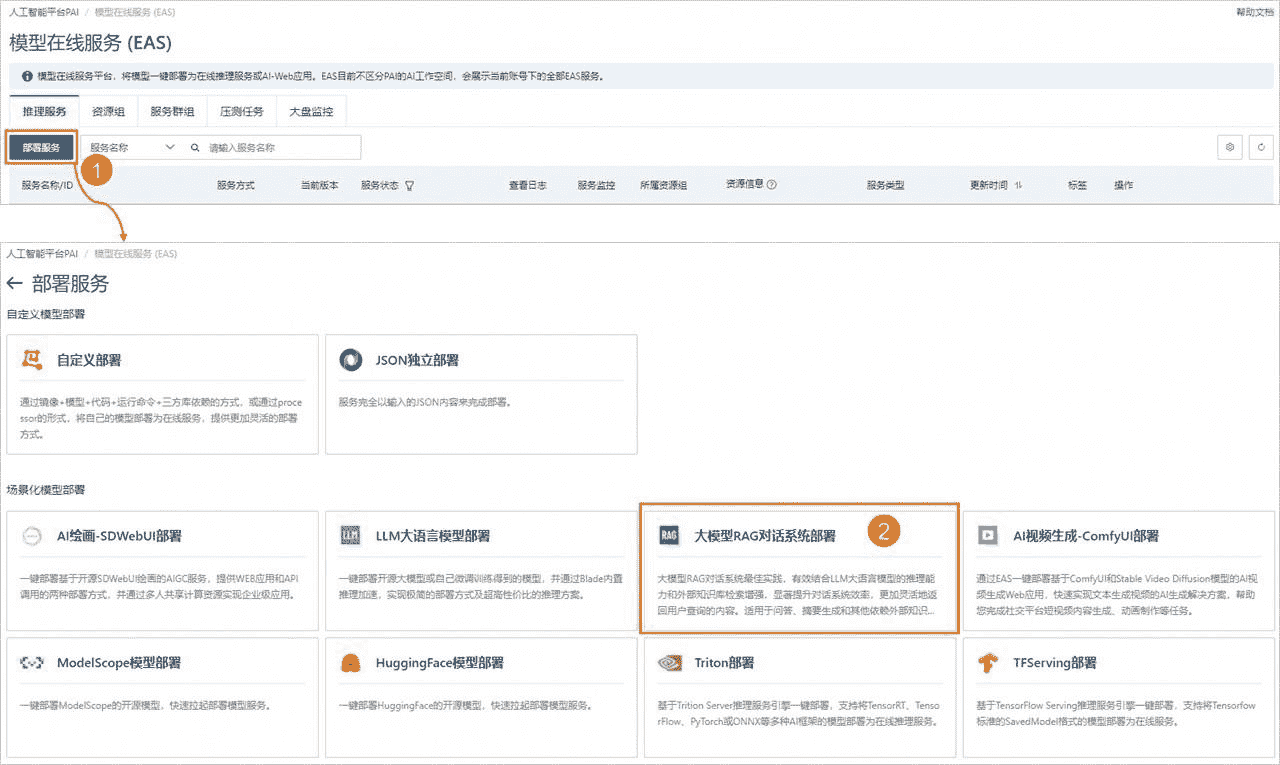 人工智能平台PAI / 模型在线服务 (EAS)
帮助文档
模型在线服务 (EAS)
模型在线服务平台，将模型一键部署为在线推理服务或AI-Web应用。EAS目前不区分PAI的AI工作空间，会展示当前账号下的全部EAS服务。
推理服务 资源组 服务群组 压测任务 大盘监控
部署服务 服务名称 请输入服务名称
1
服务名称/ID 服务方式 当前版本 服务状态 查看日志 服务监控 所属资源组 资源信息 服务类型 更新时间 标签 操作
人工智能平台PAI / 模型在线服务 (EAS)
← 部署服务
自定义模型部署
自定义部署
通过镜像+模型+代码+运行命令+三方库依赖的方式，或通过proce
ssor的形式，将自己的模型部署为在线服务，提供更加灵活的部署
方式。
JSON独立部署
服务完全以输入的JSON内容来完成部署。
场景化模型部署
AI绘画-SDWebUI部署
一键部署基于开源SDWebUI绘画的AIGC服务，提供WEB应用和API
调用的两种部署方式，并通过多人共享计算资源实现企业级应用。
LLM
LLM大语言模型部署
一键部署开源大模型或自己微调训练得到的模型，并通过Blade内置
推理加速，实现极简的部署方式及超高性价比的推理方案。
RAG
大模型RAG对话系统部署
2
大模型RAG对话系统最佳实践，有效结合LLM大语言模型的推理能
力和外部知识库检索增强，显著提升对话系统效率，更加灵活地返
回用户查询的内容。适用于问答、摘要生成和其他依赖外部知识...
AI视频生成-ComfyUI部署
通过EAS一键部署基于ComfyUI和Stable Video Diffusion模型的AI视
频生成Web应用，快速实现文本生成视频的AI生成解决方案，帮助
您完成社交平台短视频内容生成、动画制作等任务。
ModelScope模型部署
一键部署ModelScope的开源模型，快速拉起部署模型服务。
HuggingFace模型部署
一键部署HuggingFace的开源模型，快速拉起部署模型服务。
Triton部署
基于Trition Server推理服务引擎一键部署，支持将TensorRT、Tenso
rFlow、PyTorch或ONNX等多种AI框架的模型部署为在线推理服务。
TFServing部署
基于TensorFlow Serving推理服务引擎一键部署，支持将Tensorfow
标准的SavedModel格式的模型部署为在线服务。